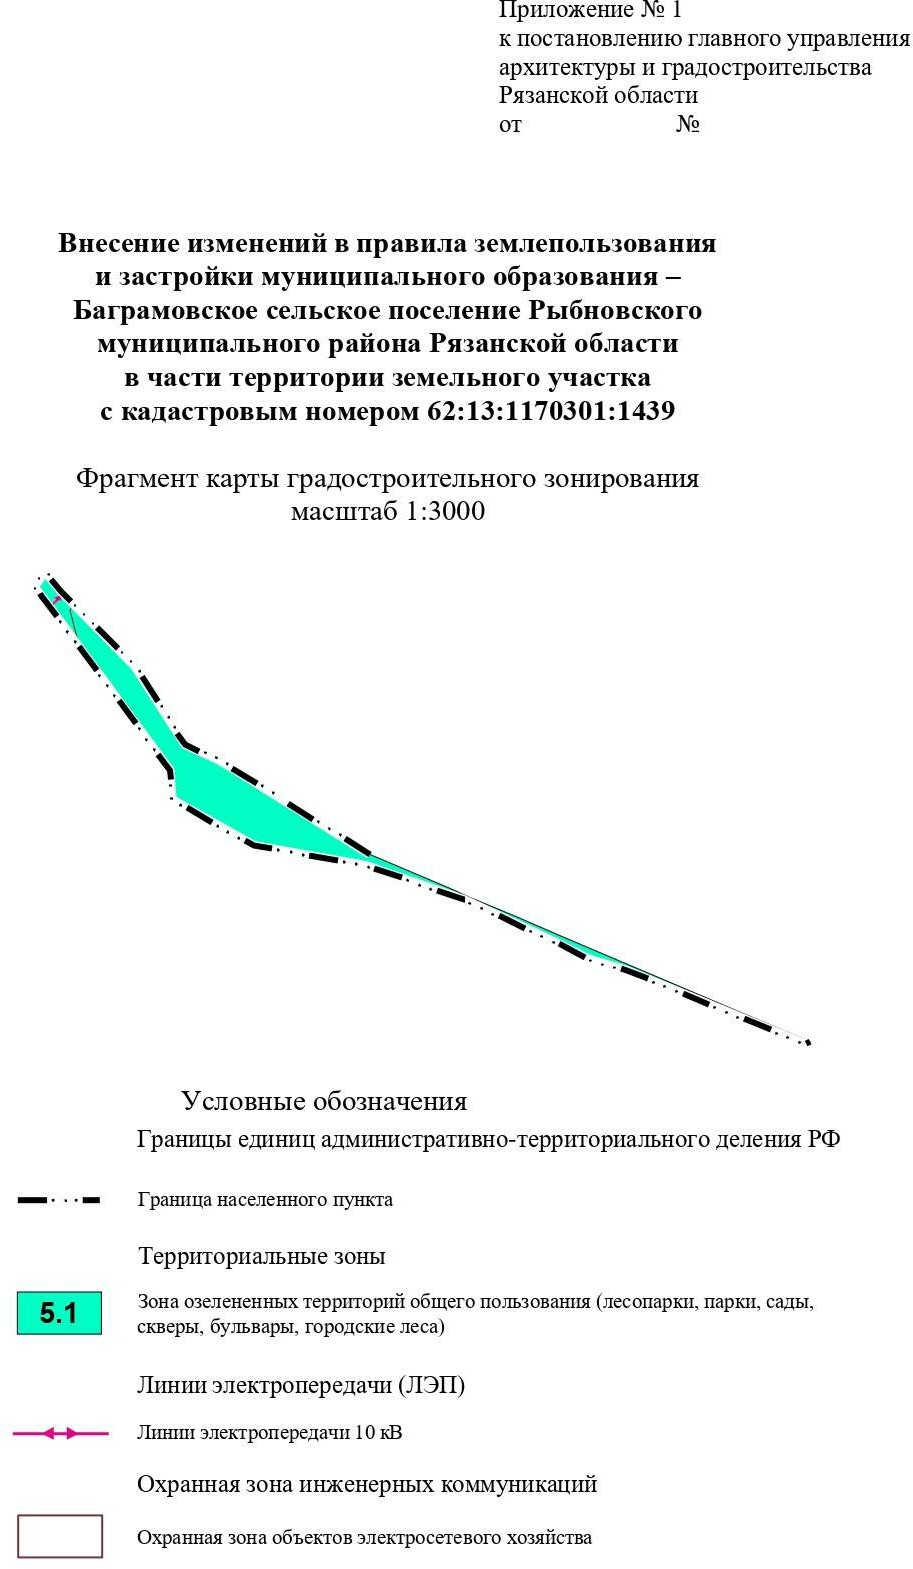 Приложение № 1
к постановлению главного управления
архитектуры и градостроительства
Рязанской области
от №
Внесение изменений в правила землепользования
и застройки муниципального образования –
Баграмовское сельское поселение Рыбновского
муниципального района Рязанской области
в части территории земельного участка
с кадастровым номером 62:13:1170301:1439
Фрагмент карты градостроительного зонирования
масштаб 1:3000
Условные обозначения
Границы единиц административно-территориального деления РФ
Граница населенного пункта
Территориальные зоны
5.1
Зона озелененных территорий общего пользования (лесопарки, парки, сады,
скверы, бульвары, городские леса)
Линии электропередачи (ЛЭП)
Линии электропередачи 10 кВ
Охранная зона инженерных коммуникаций
Охранная зона объектов электросетевого хозяйства